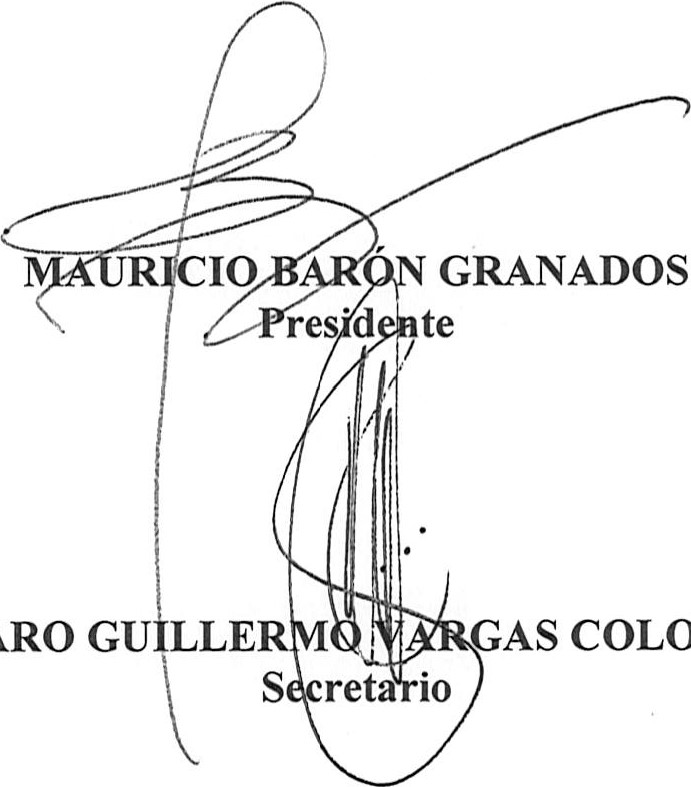 MAURICIO BARÓN GRANADOS
Presidente
ARO GUILLERMO VARGAS COLO
Secretario